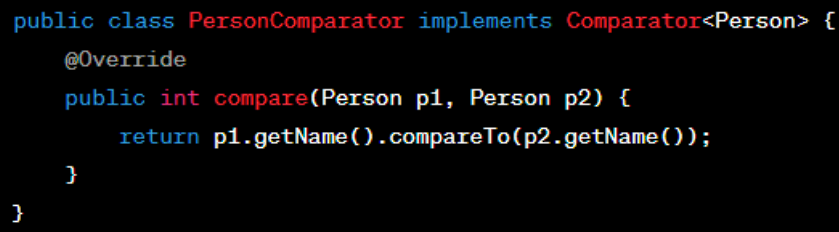 public class PersonComparator implements Comparator<Person> {
    @Override
    public int compare(Person p1, Person p2) {
        return p1.getName().compareTo(p2.getName());
    }
}